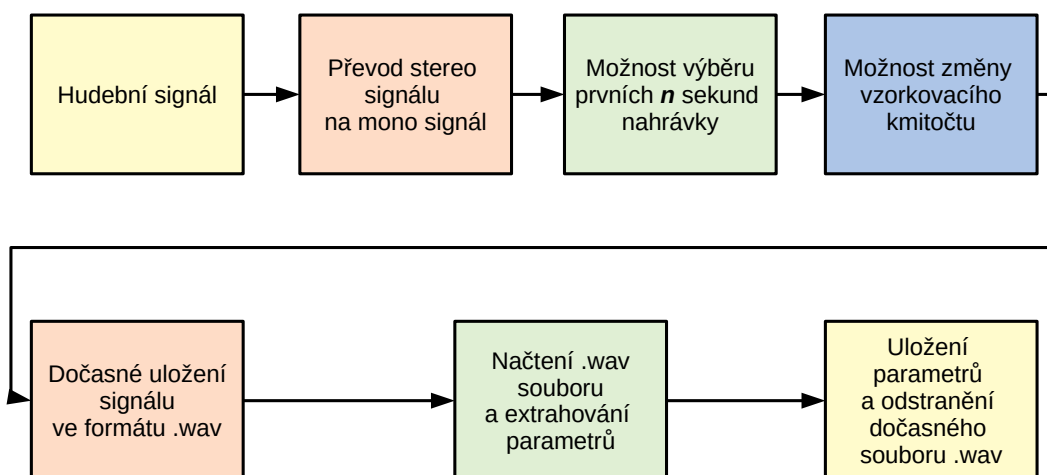 Hudební signál
Převod stereo
signálu
na mono signál
Možnost výběru
prvních n sekund
nahrávky
Možnost změny
vzorkovacího
kmitočtu
Dočasné uložení
signálu
ve formátu .wav
Načtení .wav
souboru
a extrahování
parametrů
Uložení
parametrů
a odstranění
dočasného
souboru .wav